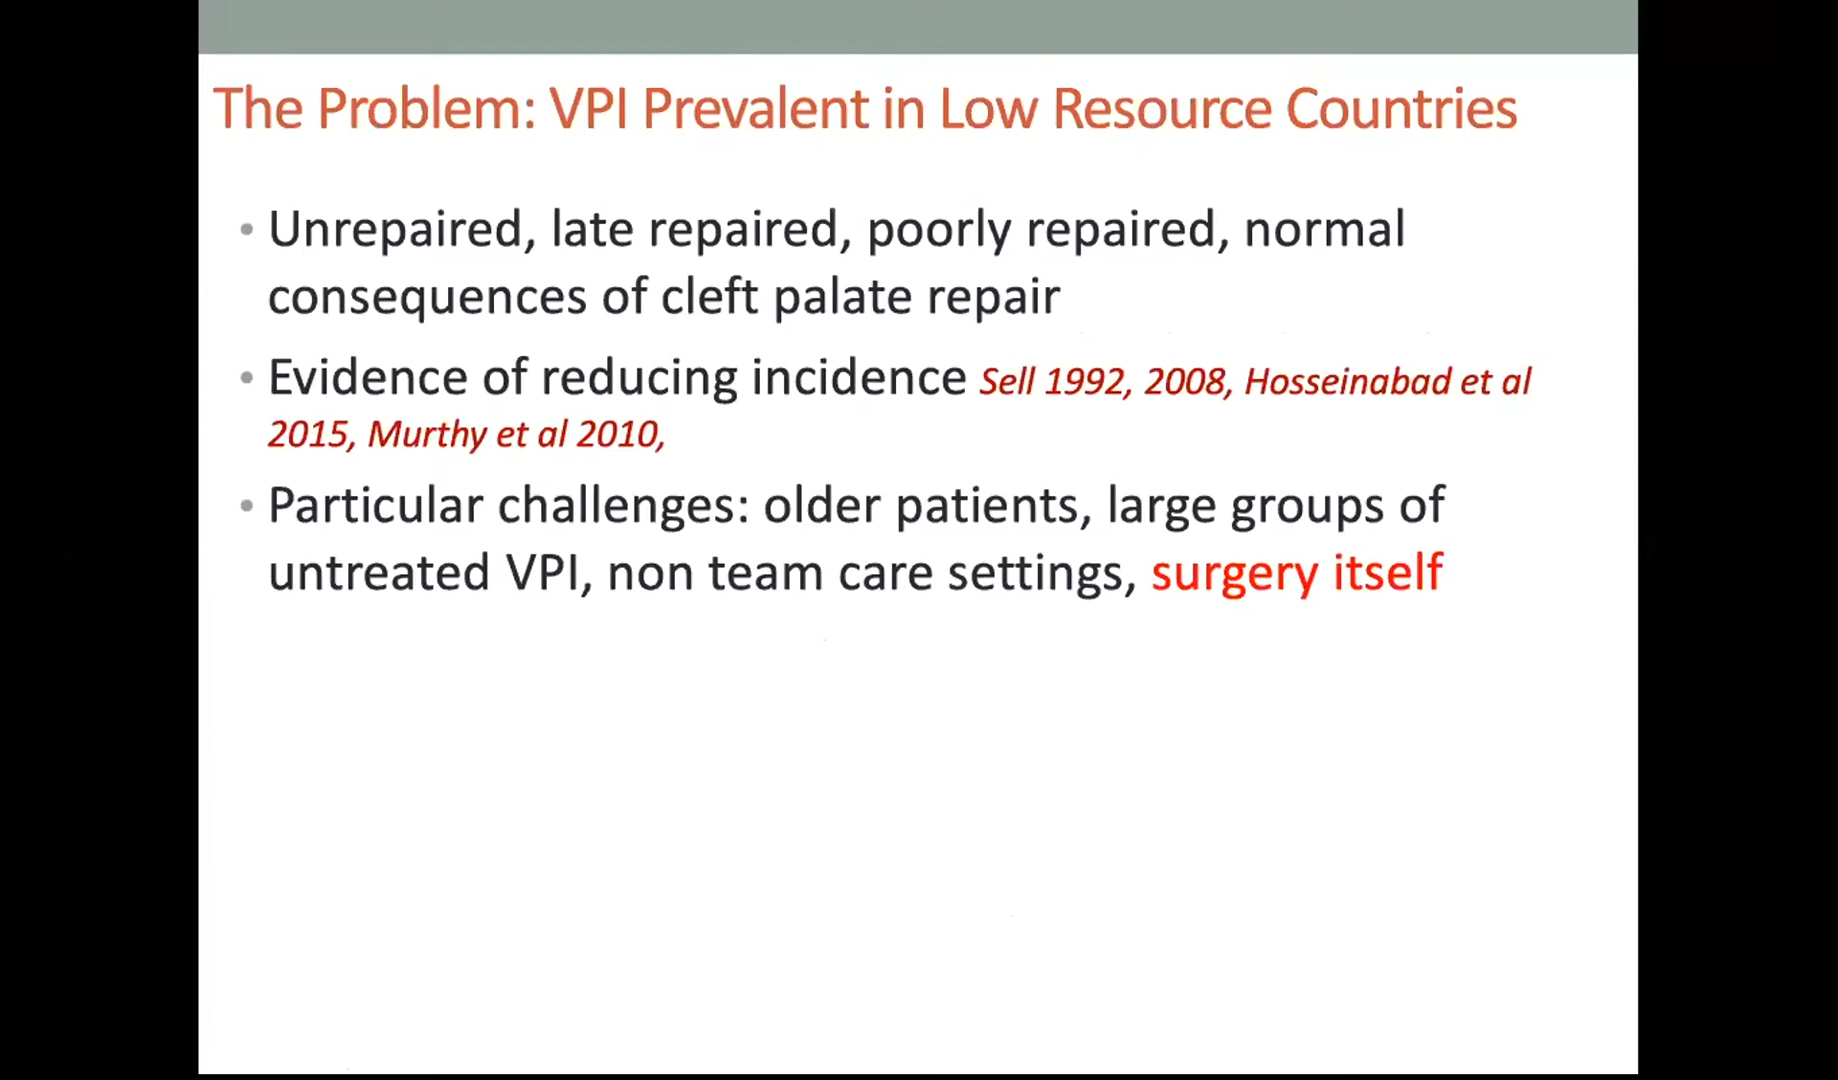 The Problem: VPI Prevalent in Low Resource Countries
• Unrepaired, late repaired, poorly repaired, normal
consequences of cleft palate repair
• Evidence of reducing incidence Sell 1992, 2008, Hosseinabad et al
2015, Murthy et al 2010,
• Particular challenges: older patients, large groups of
untreated VPI, non team care settings, surgery itself